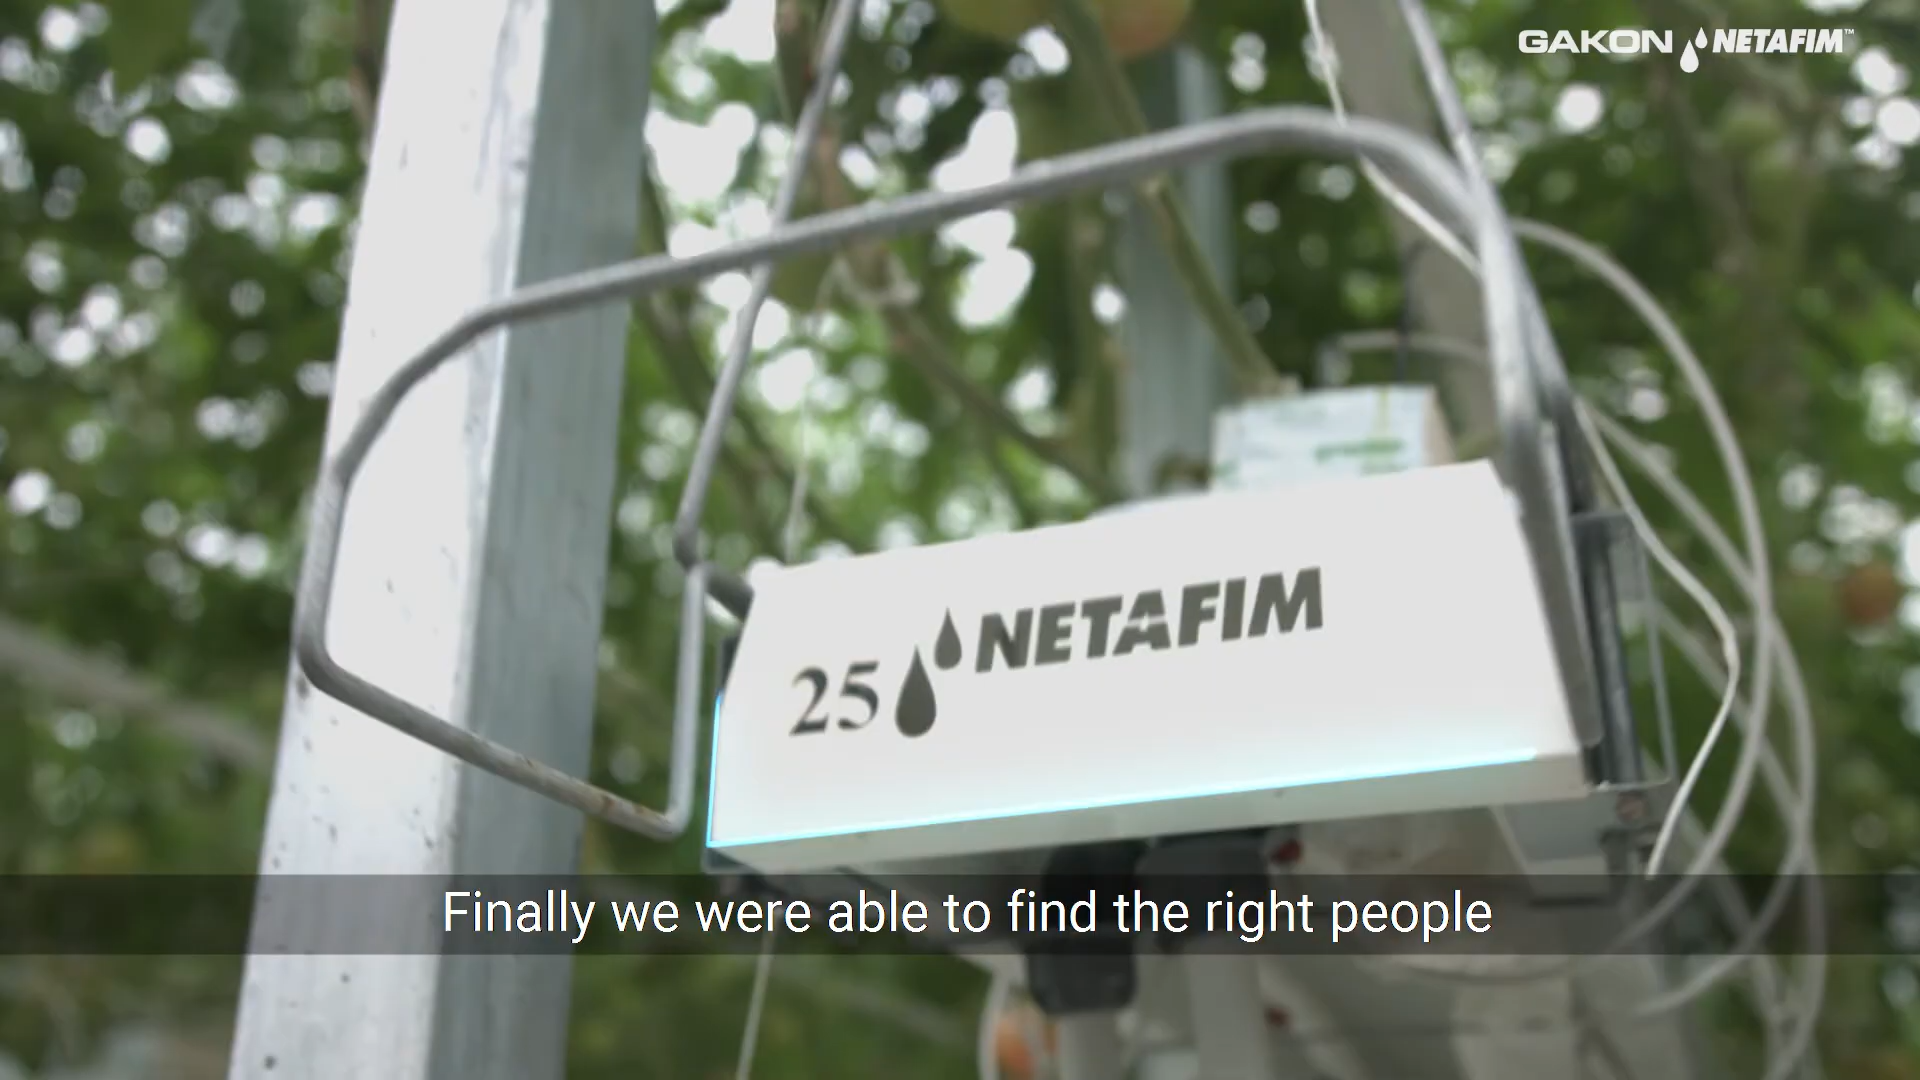 GAKON NETAFIM™
25 NETAFIM
Finally we were able to find the right people